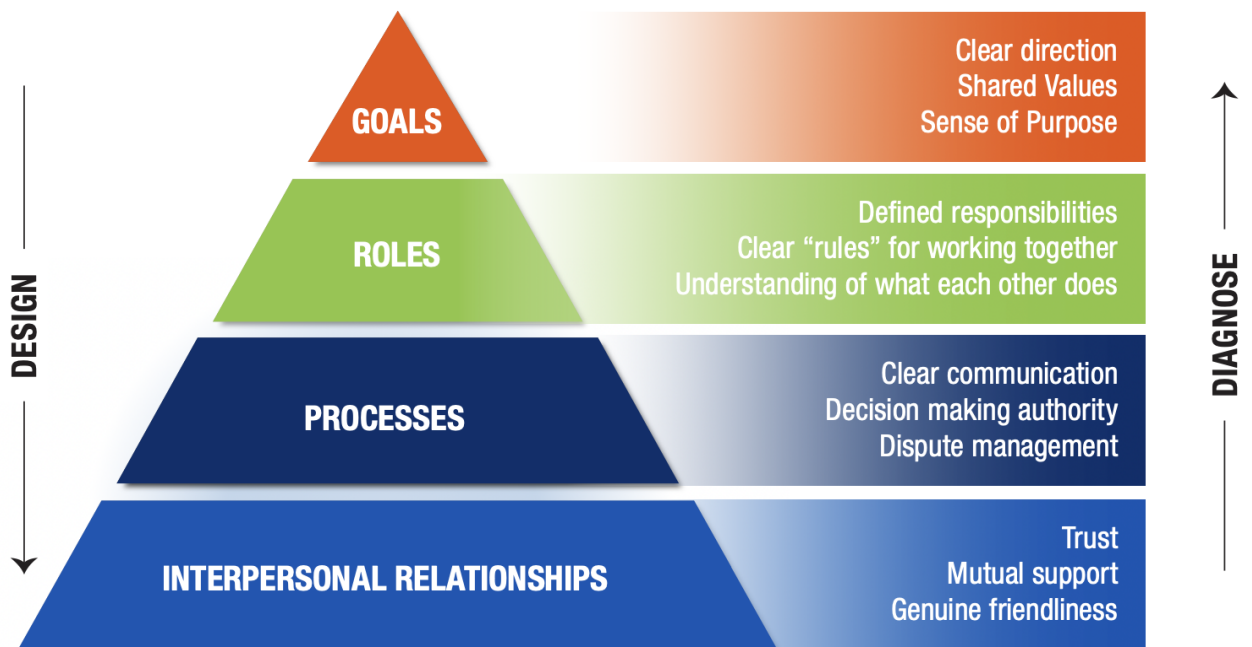 GOALS
Clear direction
Shared Values
Sense of Purpose
ROLES
Defined responsibilities
Clear “rules” for working together
Understanding of what each other does
PROCESSES
Clear communication
Decision making authority
Dispute management
INTERPERSONAL RELATIONSHIPS
Trust
Mutual support
Genuine friendliness
DESIGN
DIAGNOSE